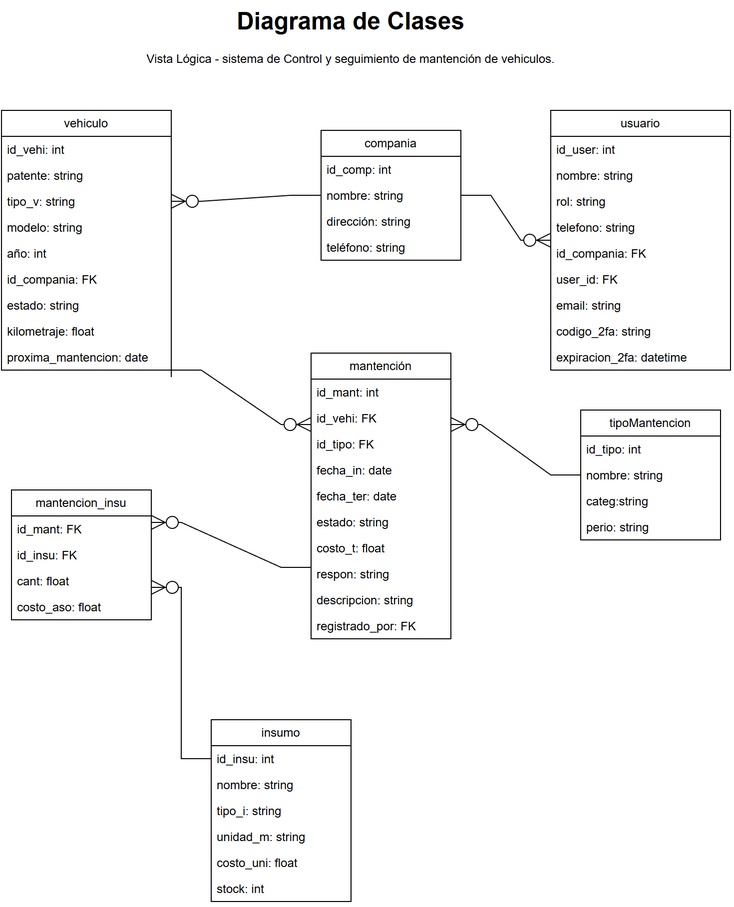 Diagrama de Clases
Vista Lógica - sistema de Control y seguimiento de mantención de vehiculos.
vehiculo
id_vehi: int
patente: string
tipo_v: string
modelo: string
año: int
id_compania: FK
estado: string
kilometraje: float
proxima_mantencion: date
compania
id_comp: int
nombre: string
dirección: string
teléfono: string
usuario
id_user: int
nombre: string
rol: string
telefono: string
id_compania: FK
user_id: FK
email: string
codigo_2fa: string
expiracion_2fa: datetime
mantención
id_mant: int
id_vehi: FK
id_tipo: FK
fecha_in: date
fecha_ter: date
estado: string
costo_t: float
respon: string
descripcion: string
registrado_por: FK
tipoMantencion
id_tipo: int
nombre: string
categ:string
perio: string
mantencion_insu
id_mant: FK
id_insu: FK
cant: float
costo_aso: float
insumo
id_insu: int
nombre: string
tipo_i: string
unidad_m: string
costo_uni: float
stock: int